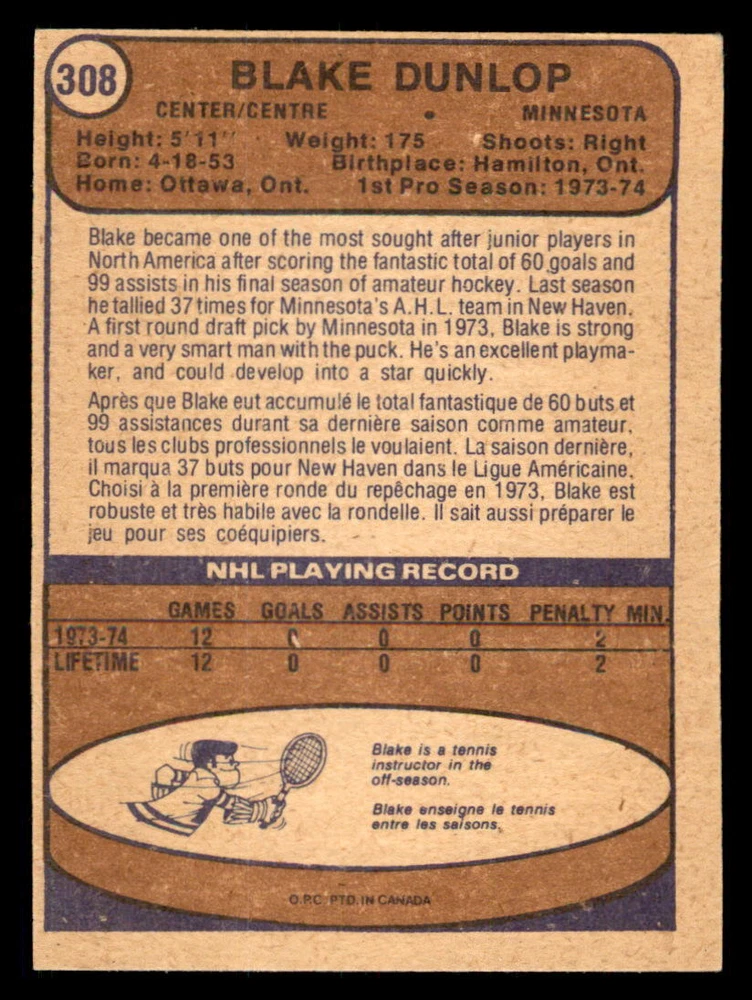 308
BLAKE DUNLOP
CENTER/CENTRE • MINNESOTA
Height: 5'11" Weight: 175 Shoots: Right
Born: 4-18-53 Birthplace: Hamilton, Ont.
Home: Ottawa, Ont. 1st Pro Season: 1973-74
Blake became one of the most sought after junior players in
North America after scoring the fantastic total of 60 goals and
99 assists in his final season of amateur hockey. Last season
he tallied 37 times for Minnesota's A.H.L. team in New Haven.
A first round draft pick by Minnesota in 1973, Blake is strong
and a very smart man with the puck. He's an excellent playma-
ker, and could develop into a star quickly.
Après que Blake eut accumulé le total fantastique de 60 buts et
99 assistances durant sa dernière saison comme amateur,
tous les clubs professionnels le voulaient. La saison dernière,
il marqua 37 buts pour New Haven dans le Ligue Américaine.
Choisi à la première ronde du repêchage en 1973, Blake est
robuste et très habile avec la rondelle. Il sait aussi préparer le
jeu pour ses coéquipiers.
NHL PLAYING RECORD
GAMES GOALS ASSISTS POINTS PENALTY MIN.
1973-74 12 0 0 0 2
LIFETIME 12 0 0 0 2
Blake is a tennis
instructor in the
off-season.
Blake enseigne le tennis
entre les saisons.
O.P.C. PTD. IN CANADA